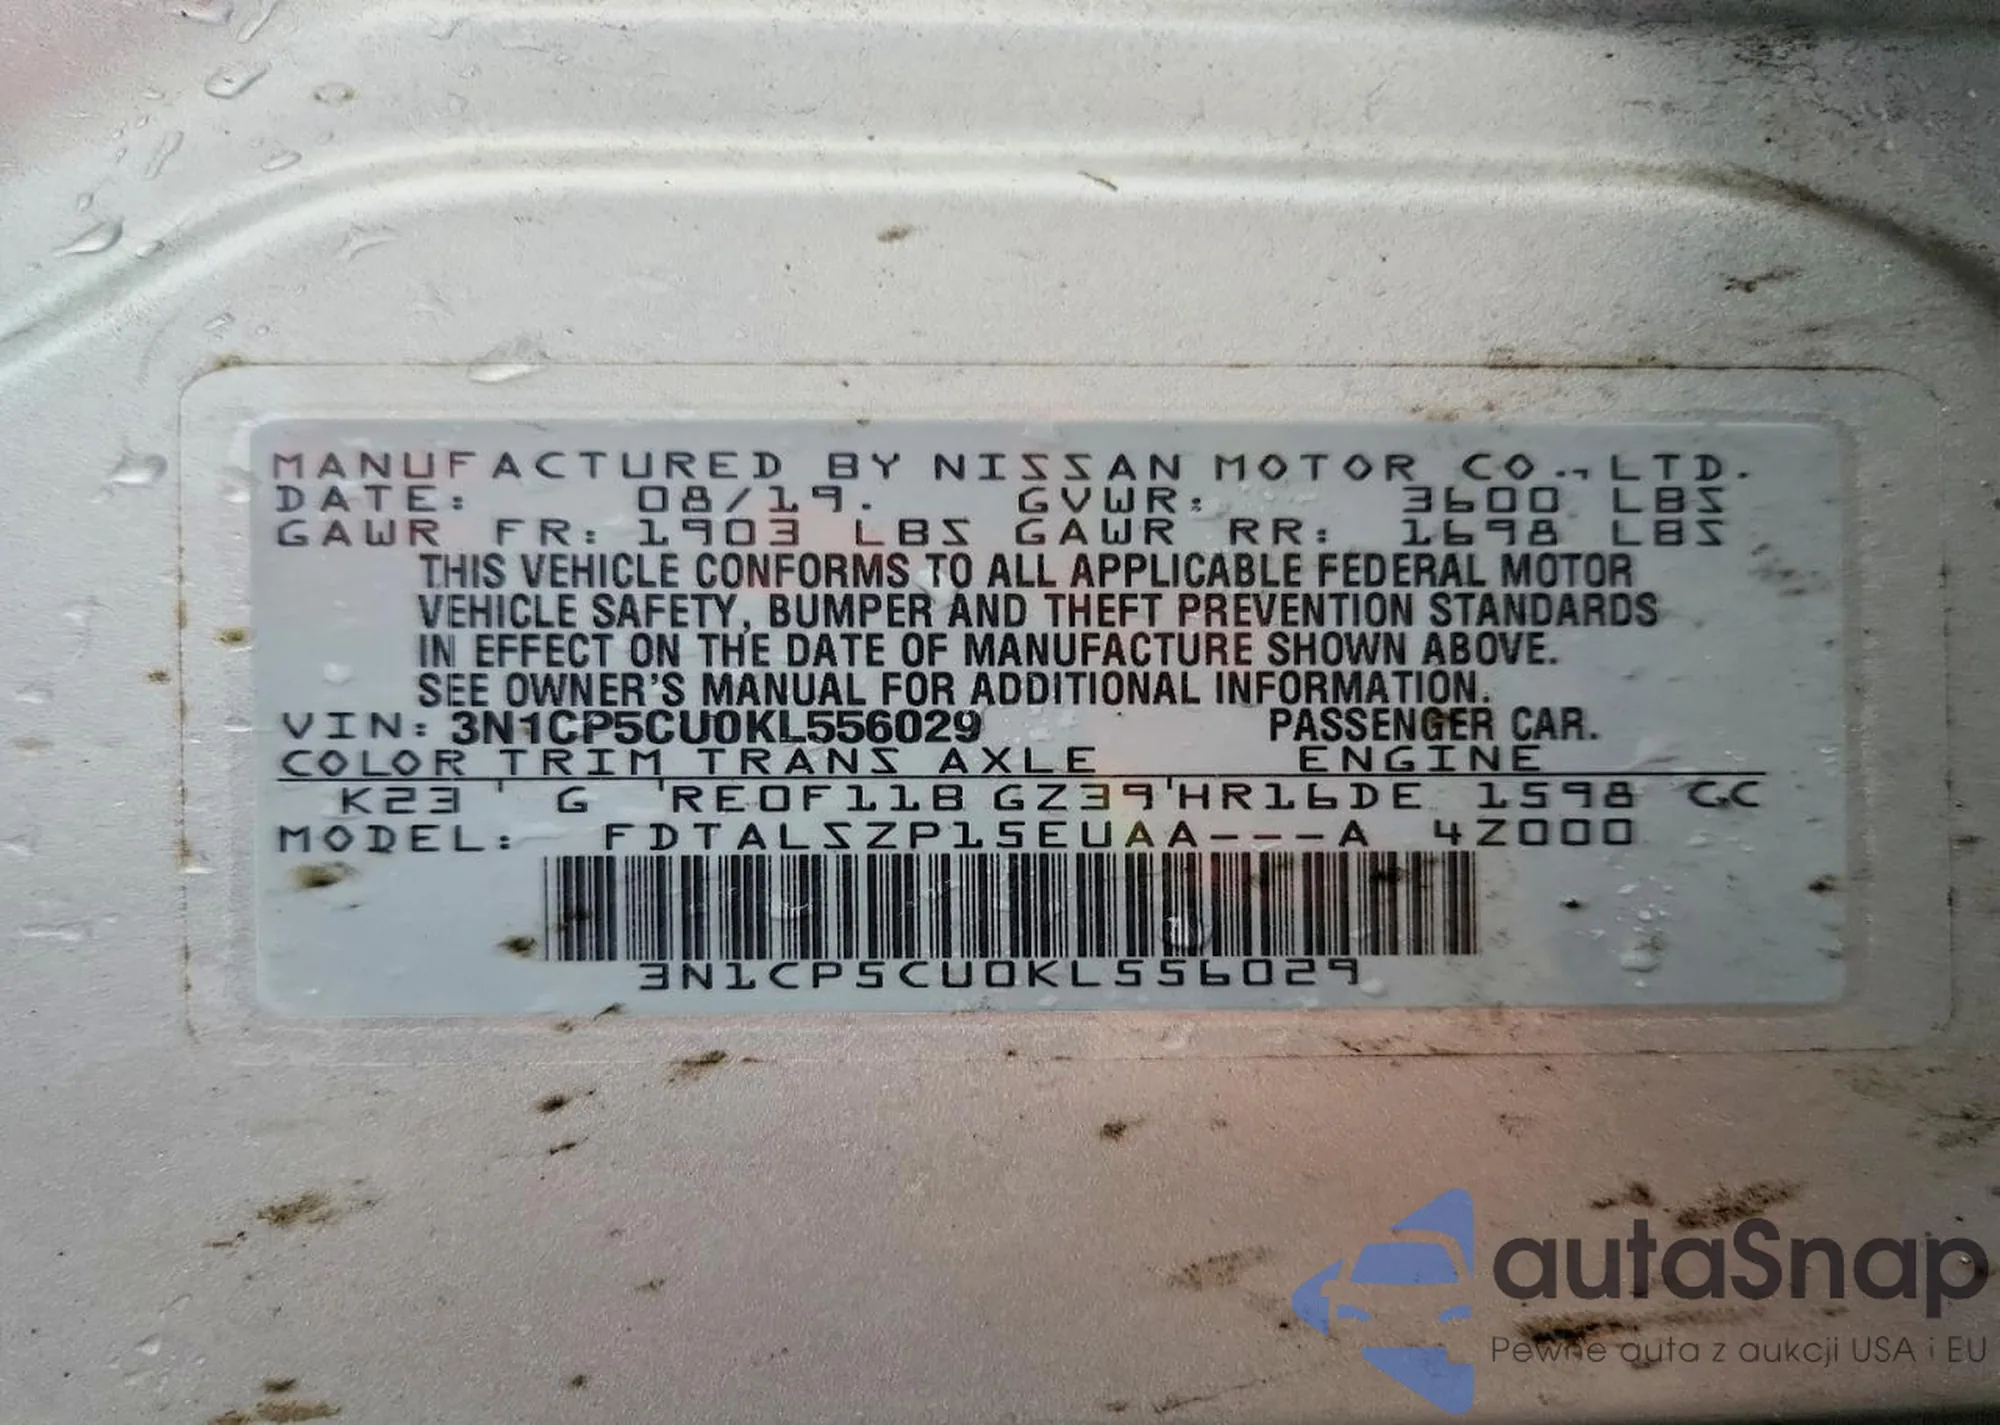 MANUFACTURED BY NISSAN MOTOR CO., LTD.
DATE: 08/19. GVWR: 3600 LBS
GAWR FR: 1903 LBS GAWR RR: 1698 LBS
THIS VEHICLE CONFORMS TO ALL APPLICABLE FEDERAL MOTOR
VEHICLE SAFETY, BUMPER AND THEFT PREVENTION STANDARDS
IN EFFECT ON THE DATE OF MANUFACTURE SHOWN ABOVE.
SEE OWNER'S MANUAL FOR ADDITIONAL INFORMATION.
VIN: 3N1CP5CU0KL556029 PASSENGER CAR.
COLOR TRIM TRANS AXLE ENGINE
K23 ' G 'RE0F11B GZ39'HR16DE 1598 CC
MODEL: FDTALSZP15EUAA---A 4Z000
3N1CP5CU0KL556029
autaSnap
Pewne auta z aukcji USA i EU